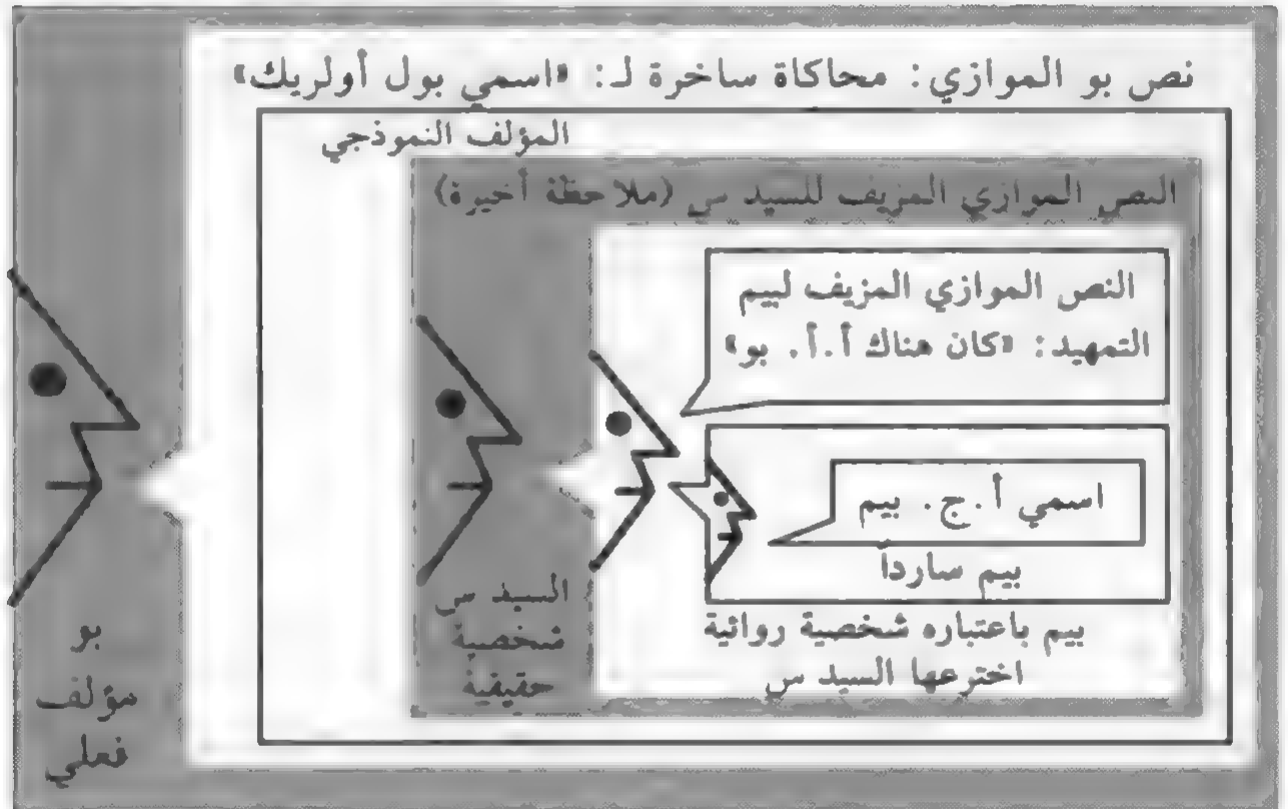 نص بو الموازي: محاكاة ساخرة لـ: «اسمي بول أولريك»
المؤلف النموذجي
النص الموازي المزيف للسيد س (ملاحظة أخيرة)
النص الموازي المزيف لبيم
التمهيد: «كان هناك أ.أ. بو»
اسمي أ.ج. بيم
بيم سارداً
بيم باعتباره شخصية روائية
اخترعها السيد س
السيد س
شخصية
حقيقية
بو
مؤلف
فعلي